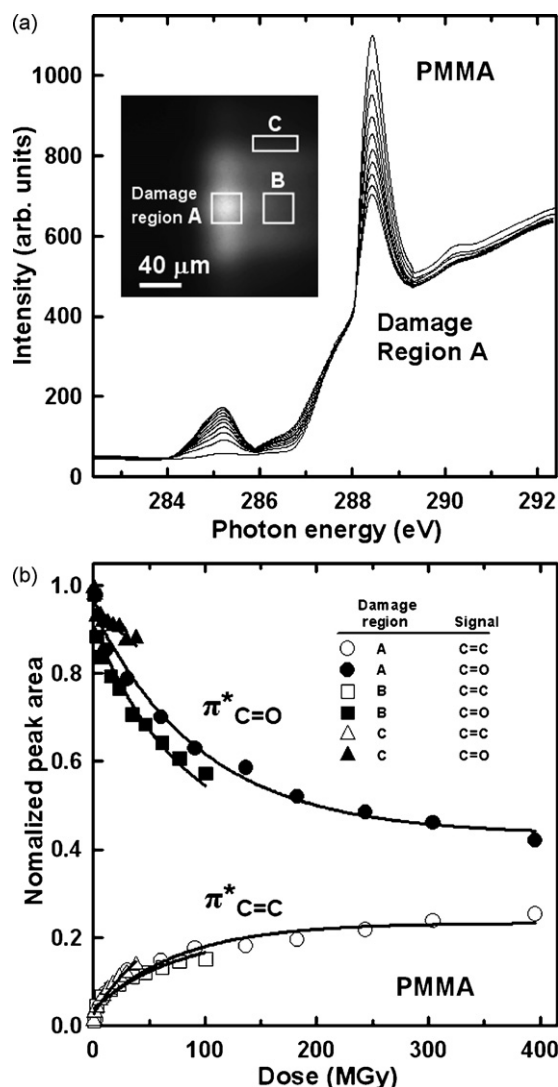 (a)
PMMA
1000
800
600
400
200
0
Intensity (arb. units)
C
B
Damage
region A
40 μm
Damage
Region A
284 286 288 290 292
Photon energy (eV)
(b)
1.0
0.8
0.6
0.4
0.2
0.0
Nomalized peak area
Damage
region Signal
A C=C
A C=O
B C=C
B C=O
C C=C
C C=O
π* C=O
π* C=C
PMMA
0 100 200 300 400
Dose (MGy)